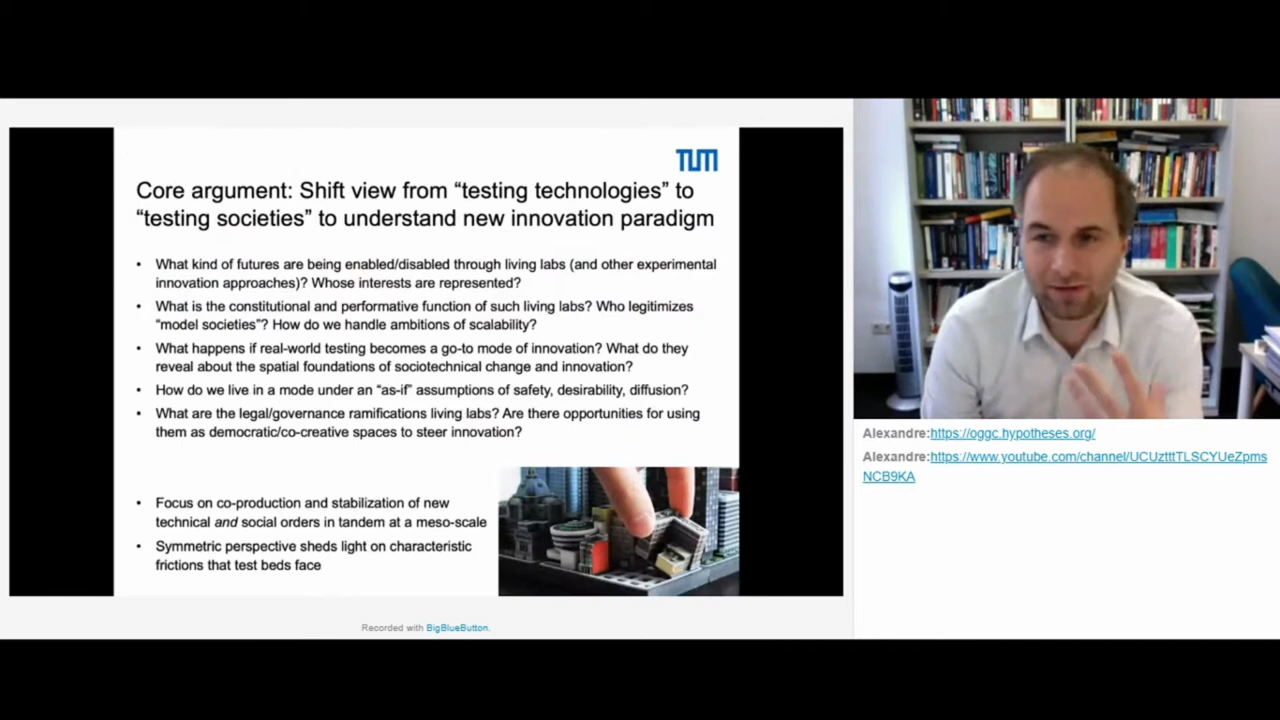 TUM
Core argument: Shift view from “testing technologies” to
“testing societies” to understand new innovation paradigm
• What kind of futures are being enabled/disabled through living labs (and other experimental
innovation approaches)? Whose interests are represented?
• What is the constitutional and performative function of such living labs? Who legitimizes
“model societies”? How do we handle ambitions of scalability?
• What happens if real-world testing becomes a go-to mode of innovation? What do they
reveal about the spatial foundations of sociotechnical change and innovation?
• How do we live in a mode under an “as-if” assumptions of safety, desirability, diffusion?
• What are the legal/governance ramifications living labs? Are there opportunities for using
them as democratic/co-creative spaces to steer innovation?
• Focus on co-production and stabilization of new
technical and social orders in tandem at a meso-scale
• Symmetric perspective sheds light on characteristic
frictions that test beds face
Recorded with BigBlueButton.
Alexandre:https://oggc.hypotheses.org/
Alexandre:https://www.youtube.com/channel/UCUztttTLSCYUeZpms
NCB9KA